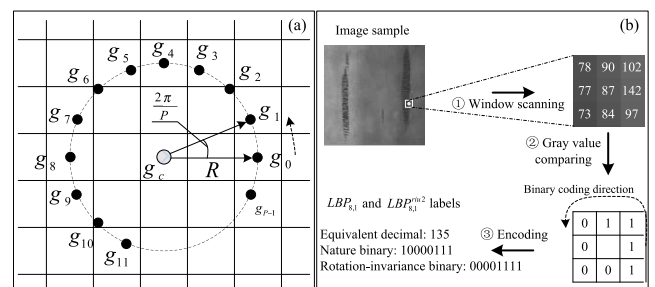 (a)
g5
g4
g3
g6
g2
2π
P
g7
g1
g8
gc
R
g0
g9
gP−1
g10
g11
(b)
Image sample
78 90 102
77 87 142
73 84 97
① Window scanning
② Gray value
comparing
Binary coding direction
LBP8,1 and LBP8,1^riu2 labels
Equivalent decimal: 135
③ Encoding
Nature binary: 10000111
Rotation-invariance binary: 00001111
0 1 1
0 1
0 0 1